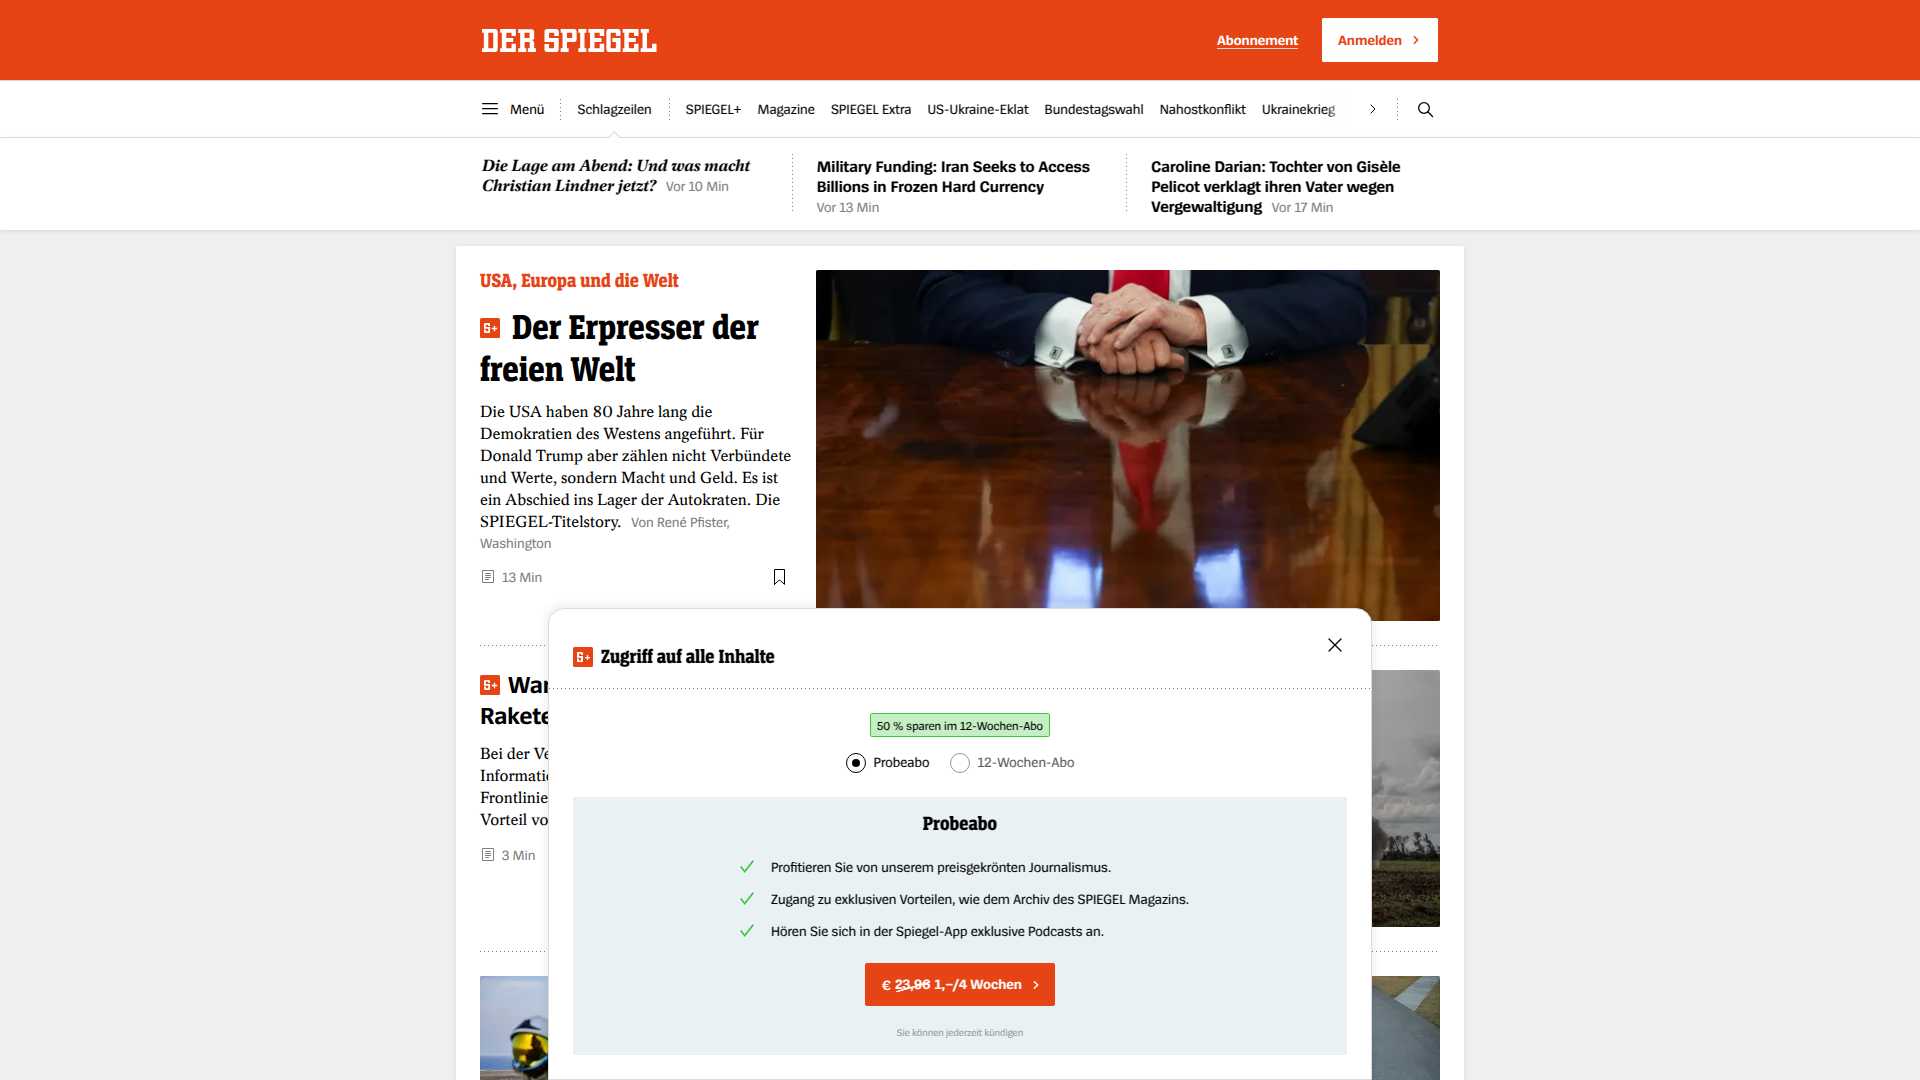 DER SPIEGEL
Abonnement
Anmelden
Menü
Schlagzeilen
SPIEGEL+
Magazine
SPIEGEL Extra
US-Ukraine-Eklat
Bundestagswahl
Nahostkonflikt
Ukrainekrieg
Die Lage am Abend: Und was macht
Christian Lindner jetzt? Vor 10 Min
Military Funding: Iran Seeks to Access
Billions in Frozen Hard Currency
Vor 13 Min
Caroline Darian: Tochter von Gisèle
Pelicot verklagt ihren Vater wegen
Vergewaltigung Vor 17 Min
USA, Europa und die Welt
S+ Der Erpresser der
freien Welt
Die USA haben 80 Jahre lang die
Demokratien des Westens angeführt. Für
Donald Trump aber zählen nicht Verbündete
und Werte, sondern Macht und Geld. Es ist
ein Abschied ins Lager der Autokraten. Die
SPIEGEL-Titelstory. Von René Pfister,
Washington
13 Min
S+ War
Rakete
Bei der Ve
Informati
Frontlinie
Vorteil vo
3 Min
S+ Zugriff auf alle Inhalte
50 % sparen im 12-Wochen-Abo
Probeabo
12-Wochen-Abo
Probeabo
Profitieren Sie von unserem preisgekrönten Journalismus.
Zugang zu exklusiven Vorteilen, wie dem Archiv des SPIEGEL Magazins.
Hören Sie sich in der Spiegel-App exklusive Podcasts an.
€ 23,96 1,–/4 Wochen
Sie können jederzeit kündigen